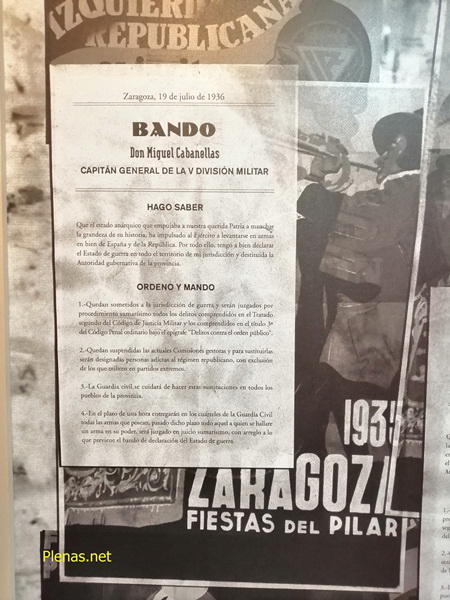 IZQUIERDA
REPUBLICANA
Zaragoza, 19 de julio de 1936
BANDO
Don Miguel Cabanellas
CAPITÁN GENERAL DE LA V DIVISIÓN MILITAR
HAGO SABER
Que el estado anárquico que empujaba a nuestra querida Patria a manchar
la grandeza de su historia, ha impulsado al Ejército a levantarse en armas
en bien de España y de la República. Por todo ello, tengo a bien declarar
el Estado de guerra en todo el territorio de mi jurisdicción y destituida la
Autoridad gubernativa de la provincia.
ORDENO Y MANDO
1.-Quedan sometidos a la jurisdicción de guerra y serán juzgados por
procedimiento sumarísimo todos los delitos comprendidos en el Tratado
segundo del Código de Justicia Militar y los comprendidos en el título 3º
del Código Penal ordinario bajo el epígrafe "Delitos contra el orden público".
2.-Quedan suspendidas las actuales Comisiones gestoras y para sustituirlas
serán designadas personas adictas al régimen republicano, con exclusión
de los que militen en partidos extremos.
3.-La Guardia civil se cuidará de hacer estas sustituciones en todos los
pueblos de la provincia.
4.-En el plazo de una hora entregarán en los cuarteles de la Guardia Civil
todas las armas que posean, pasado dicho plazo todo aquel a quien se hallare
un arma en su poder, será juzgado en juicio sumarísimo, con arreglo a lo
que previene el bando de declaración del Estado de guerra.
1935
ZARAGOZA
FIESTAS DEL PILAR
Plenas.net